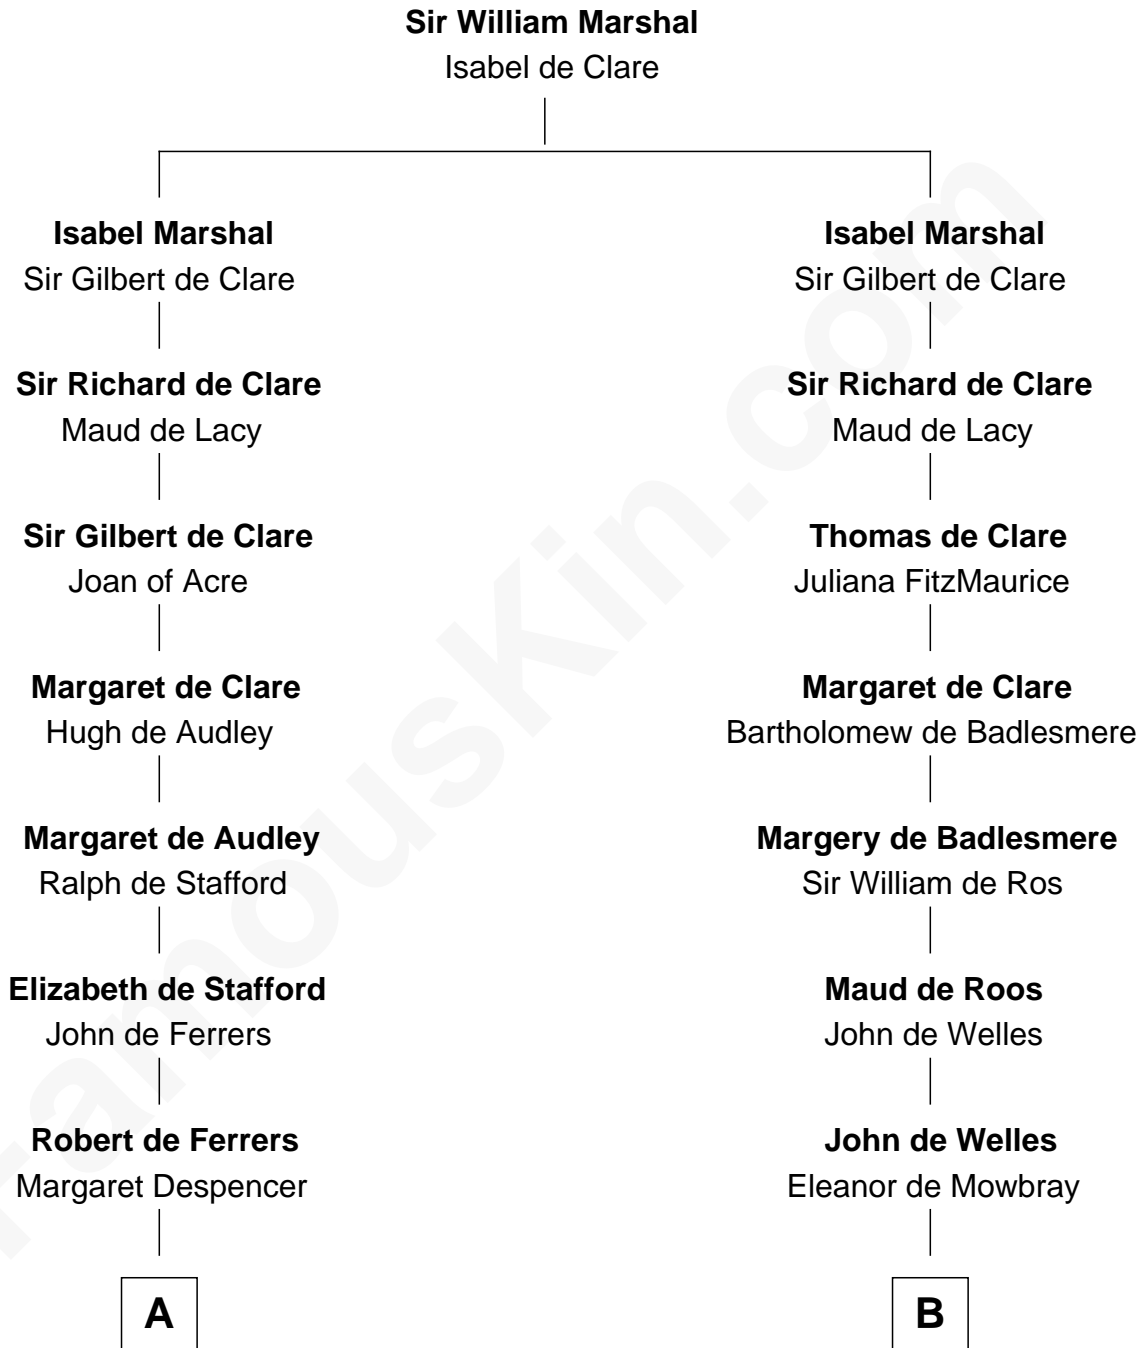 Sir William Marshal
Isabel de Clare
Isabel Marshal
Sir Gilbert de Clare
Sir Richard de Clare
Maud de Lacy
Sir Gilbert de Clare
Joan of Acre
Margaret de Clare
Hugh de Audley
Margaret de Audley
Ralph de Stafford
Elizabeth de Stafford
John de Ferrers
Robert de Ferrers
Margaret Despencer
A
Isabel Marshal
Sir Gilbert de Clare
Sir Richard de Clare
Maud de Lacy
Thomas de Clare
Juliana FitzMaurice
Margaret de Clare
Bartholomew de Badlesmere
Margery de Badlesmere
Sir William de Ros
Maud de Roos
John de Welles
John de Welles
Eleanor de Mowbray
B
FamousKin.com